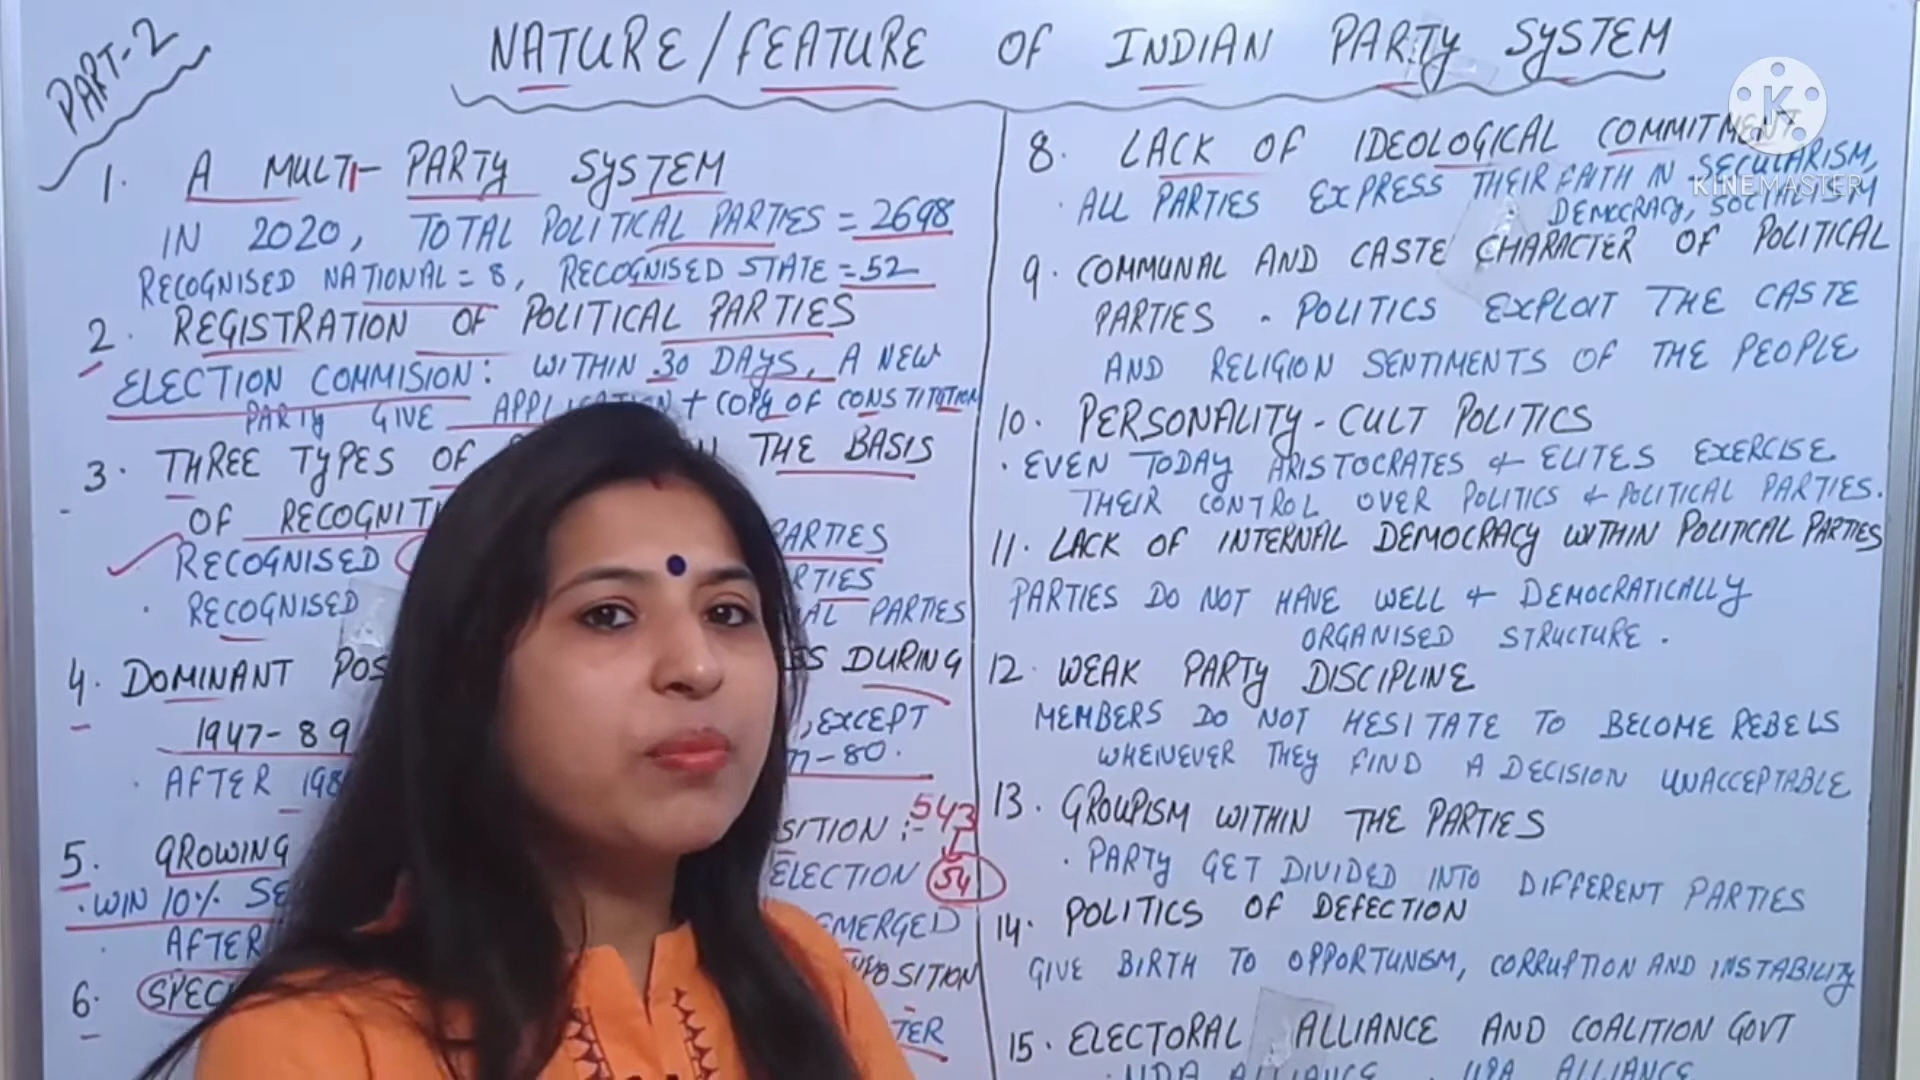 PART-2
NATURE/FEATURE OF INDIAN PARTY SYSTEM
1. A MULTI-PARTY SYSTEM
IN 2020, TOTAL POLITICAL PARTIES = 2698
RECOGNISED NATIONAL = 8, RECOGNISED STATE = 52
2. REGISTRATION OF POLITICAL PARTIES
ELECTION COMMISION: WITHIN 30 DAYS, A NEW
PARTY GIVE + COPY OF CONSTITUTION
3. THREE TYPES OF THE BASIS
OF
RECOGNISED PARTIES
RECOGNISED
PARTIES
4. DOMINANT DURING
1947-89 , EXCEPT
-80.
AFTER
5. GROWING :- 543
WIN 10% ELECTION 54
AFTER EMERGED
6.
K
KINEMASTER
8. LACK OF IDEOLOGICAL COMMITMENT
· ALL PARTIES EXPRESS THEIR FAITH IN SECULARISM,
DEMOCRACY, SOCIALISM
9. COMMUNAL AND CASTE CHARACTER OF POLITICAL
PARTIES - POLITICS EXPLOIT THE CASTE
AND RELIGION SENTIMENTS OF THE PEOPLE
10. PERSONALITY-CULT POLITICS
· EVEN TODAY ARISTOCRATES & ELITES EXERCISE
THEIR CONTROL OVER POLITICS & POLITICAL PARTIES.
11. LACK OF INTERNAL DEMOCRACY WITHIN POLITICAL PARTIES
PARTIES DO NOT HAVE WELL & DEMOCRATICALLY
ORGANISED STRUCTURE.
12. WEAK PARTY DISCIPLINE
MEMBERS DO NOT HESITATE TO BECOME REBELS
WHENEVER THEY FIND A DECISION UNACCEPTABLE
13. GROUPISM WITHIN THE PARTIES
· PARTY GET DIVIDED INTO DIFFERENT PARTIES
14. POLITICS OF DEFECTION
GIVE BIRTH TO OPPORTUNISM, CORRUPTION AND INSTABILITY
15. ELECTORAL ALLIANCE AND COALITION GOVT
· NDA ALLIANCE · UPA ALLIANCE